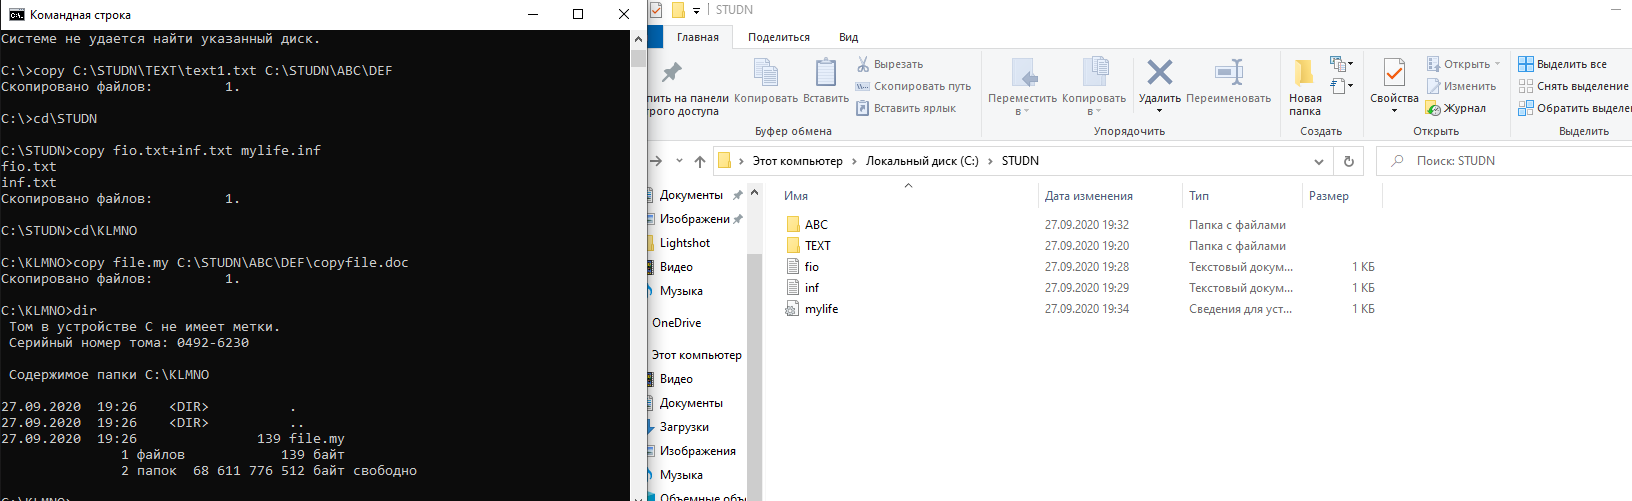 Командная строка
Системе не удается найти указанный диск.
C:\>copy C:\STUDN\TEXT\text1.txt C:\STUDN\ABC\DEF
Скопировано файлов:         1.
C:\>cd\STUDN
C:\STUDN>copy fio.txt+inf.txt mylife.inf
fio.txt
inf.txt
Скопировано файлов:         1.
C:\STUDN>cd\KLMNO
C:\KLMNO>copy file.my C:\STUDN\ABC\DEF\copyfile.doc
Скопировано файлов:         1.
C:\KLMNO>dir
Том в устройстве C не имеет метки.
Серийный номер тома: 0492-6230
Содержимое папки C:\KLMNO
27.09.2020  19:26    <DIR>          .
27.09.2020  19:26    <DIR>          ..
27.09.2020  19:26               139 file.my
1 файлов            139 байт
2 папок  68 611 776 512 байт свободно
C:\KLMNO>
STUDN
Главная Поделиться Вид
пить на панели
рого доступа
Копировать
Вставить
Вырезать
Скопировать путь
Вставить ярлык
Буфер обмена
Переместить
в
Копировать
в
Удалить
Переименовать
Упорядочить
Новая
папка
Создать
Свойства
Открыть
Изменить
Журнал
Открыть
Выделить все
Снять выделение
Обратить выделе
Выделить
Этот компьютер > Локальный диск (C:) > STUDN
Поиск: STUDN
Документы
Изображени
Lightshot
Видео
Музыка
OneDrive
Этот компьютер
Видео
Документы
Загрузки
Изображения
Музыка
Объемные объ
Имя Дата изменения Тип Размер
ABC 27.09.2020 19:32 Папка с файлами
TEXT 27.09.2020 19:20 Папка с файлами
fio 27.09.2020 19:28 Текстовый докум... 1 КБ
inf 27.09.2020 19:29 Текстовый докум... 1 КБ
mylife 27.09.2020 19:34 Сведения для уст... 1 КБ